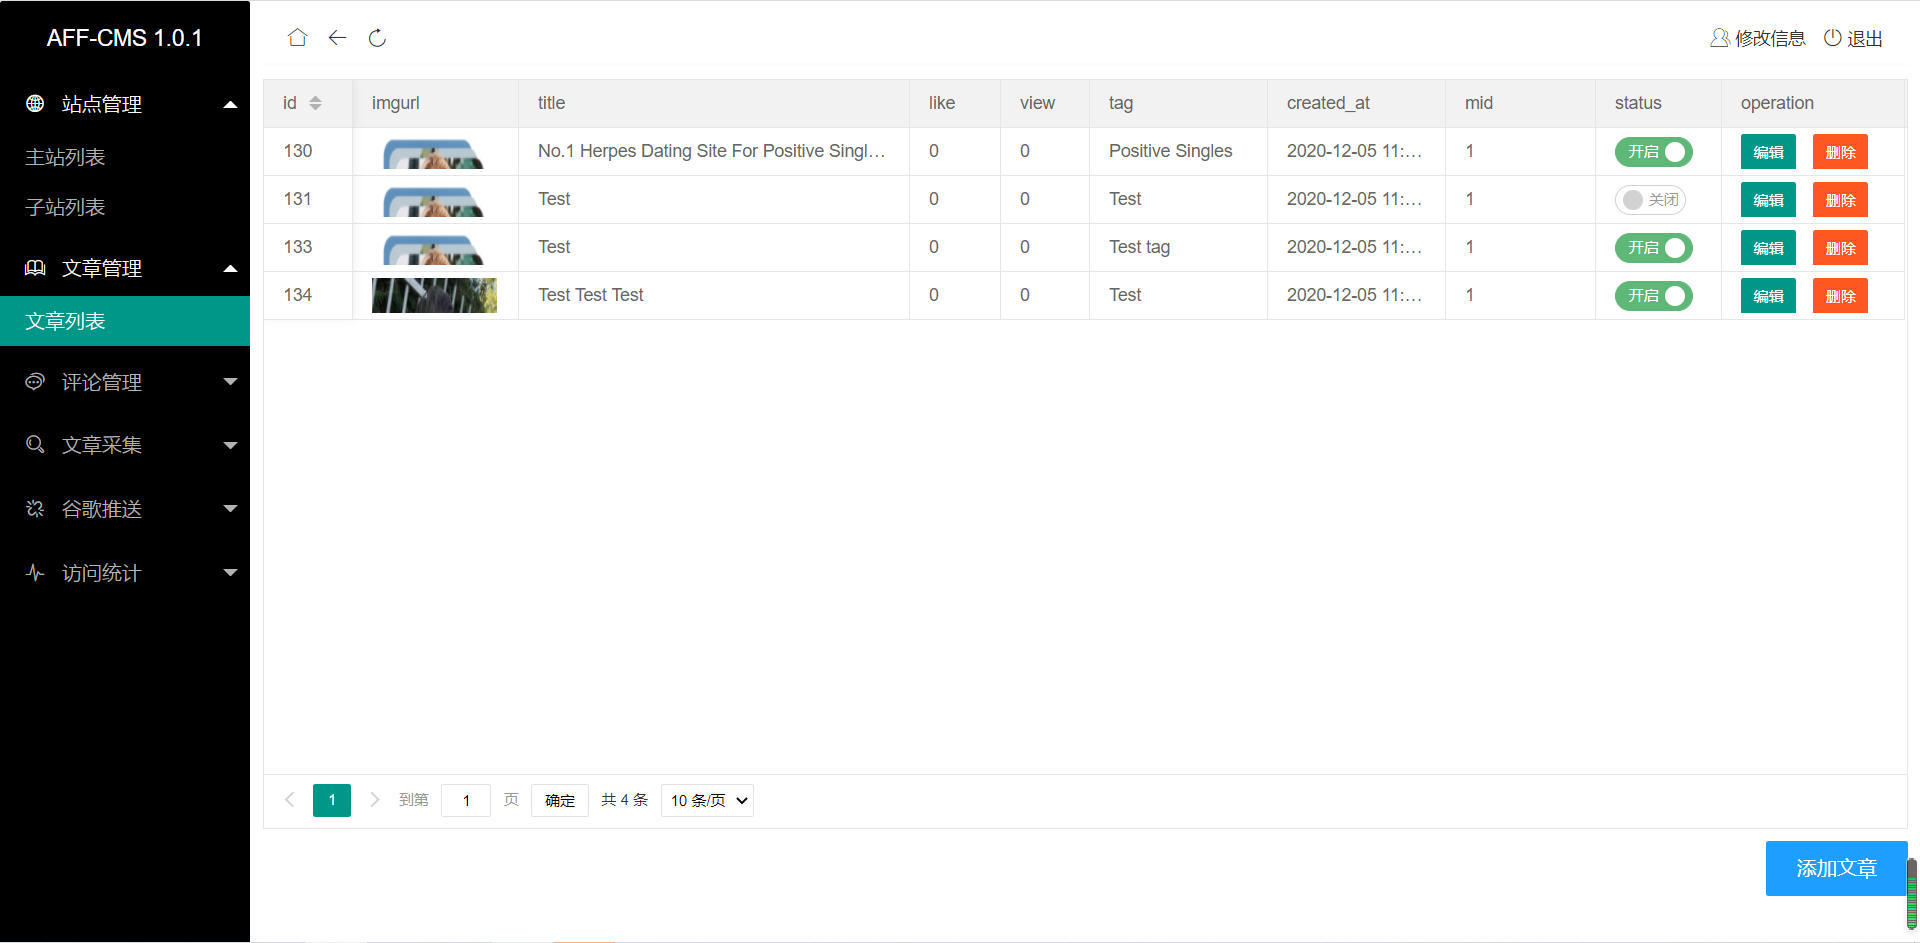 AFF-CMS 1.0.1
修改信息 退出
站点管理
主站列表
子站列表
文章管理
文章列表
评论管理
文章采集
谷歌推送
访问统计
id imgurl title like view tag created_at mid status operation
130 No.1 Herpes Dating Site For Positive Singl... 0 0 Positive Singles 2020-12-05 11:... 1 开启 编辑 删除
131 Test 0 0 Test 2020-12-05 11:... 1 关闭 编辑 删除
133 Test 0 0 Test tag 2020-12-05 11:... 1 开启 编辑 删除
134 Test Test Test 0 0 Test 2020-12-05 11:... 1 开启 编辑 删除
1 到第 1 页 确定 共 4 条 10 条/页
添加文章